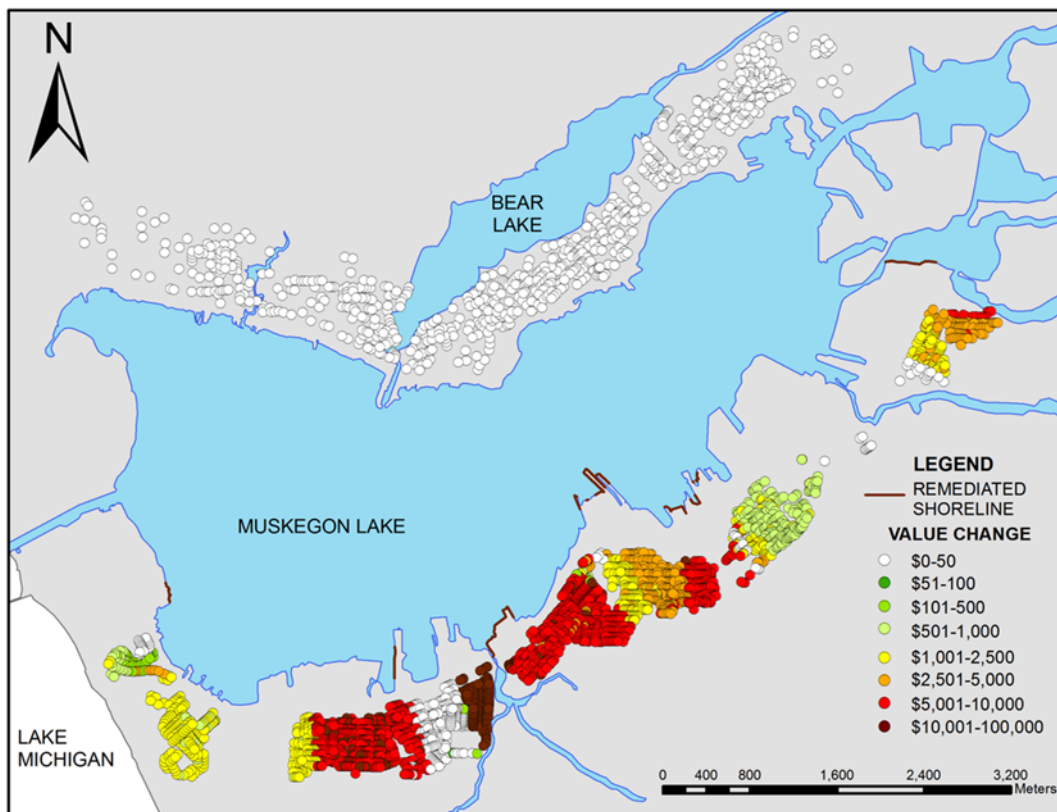 N
BEAR
LAKE
MUSKEGON LAKE
LAKE
MICHIGAN
LEGEND
REMEDIATED
SHORELINE
VALUE CHANGE
$0-50
$51-100
$101-500
$501-1,000
$1,001-2,500
$2,501-5,000
$5,001-10,000
$10,001-100,000
0 400 800 1,600 2,400 3,200
Meters